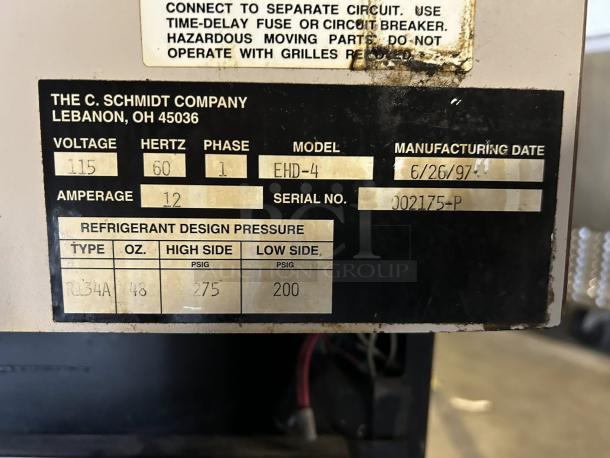 CONNECT TO SEPARATE CIRCUIT. USE
TIME-DELAY FUSE OR CIRCUIT BREAKER.
HAZARDOUS MOVING PARTS. DO NOT
OPERATE WITH GRILLES
THE C. SCHMIDT COMPANY
LEBANON, OH 45036
VOLTAGE HERTZ PHASE MODEL MANUFACTURING DATE
115 60 1 EHD-4 6/26/97
AMPERAGE 12 SERIAL NO. 002175-P
REFRIGERANT DESIGN PRESSURE
TYPE OZ. HIGH SIDE LOW SIDE
PSIG PSIG
R134A 48 275 200
AUCTION GROUP